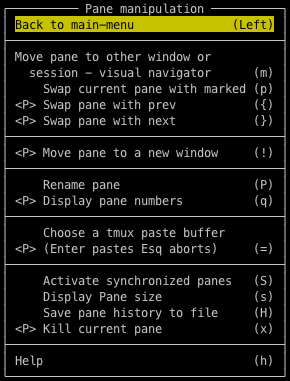 Pane manipulation
Back to main-menu (Left)
Move pane to other window or
session - visual navigator (m)
Swap current pane with marked (p)
<P> Swap pane with prev ({)
<P> Swap pane with next (})
<P> Move pane to a new window (!)
Rename pane (P)
<P> Display pane numbers (q)
Choose a tmux paste buffer
<P> (Enter pastes Esq aborts) (=)
Activate synchronized panes (S)
Display Pane size (s)
Save pane history to file (H)
<P> Kill current pane (x)
Help (h)